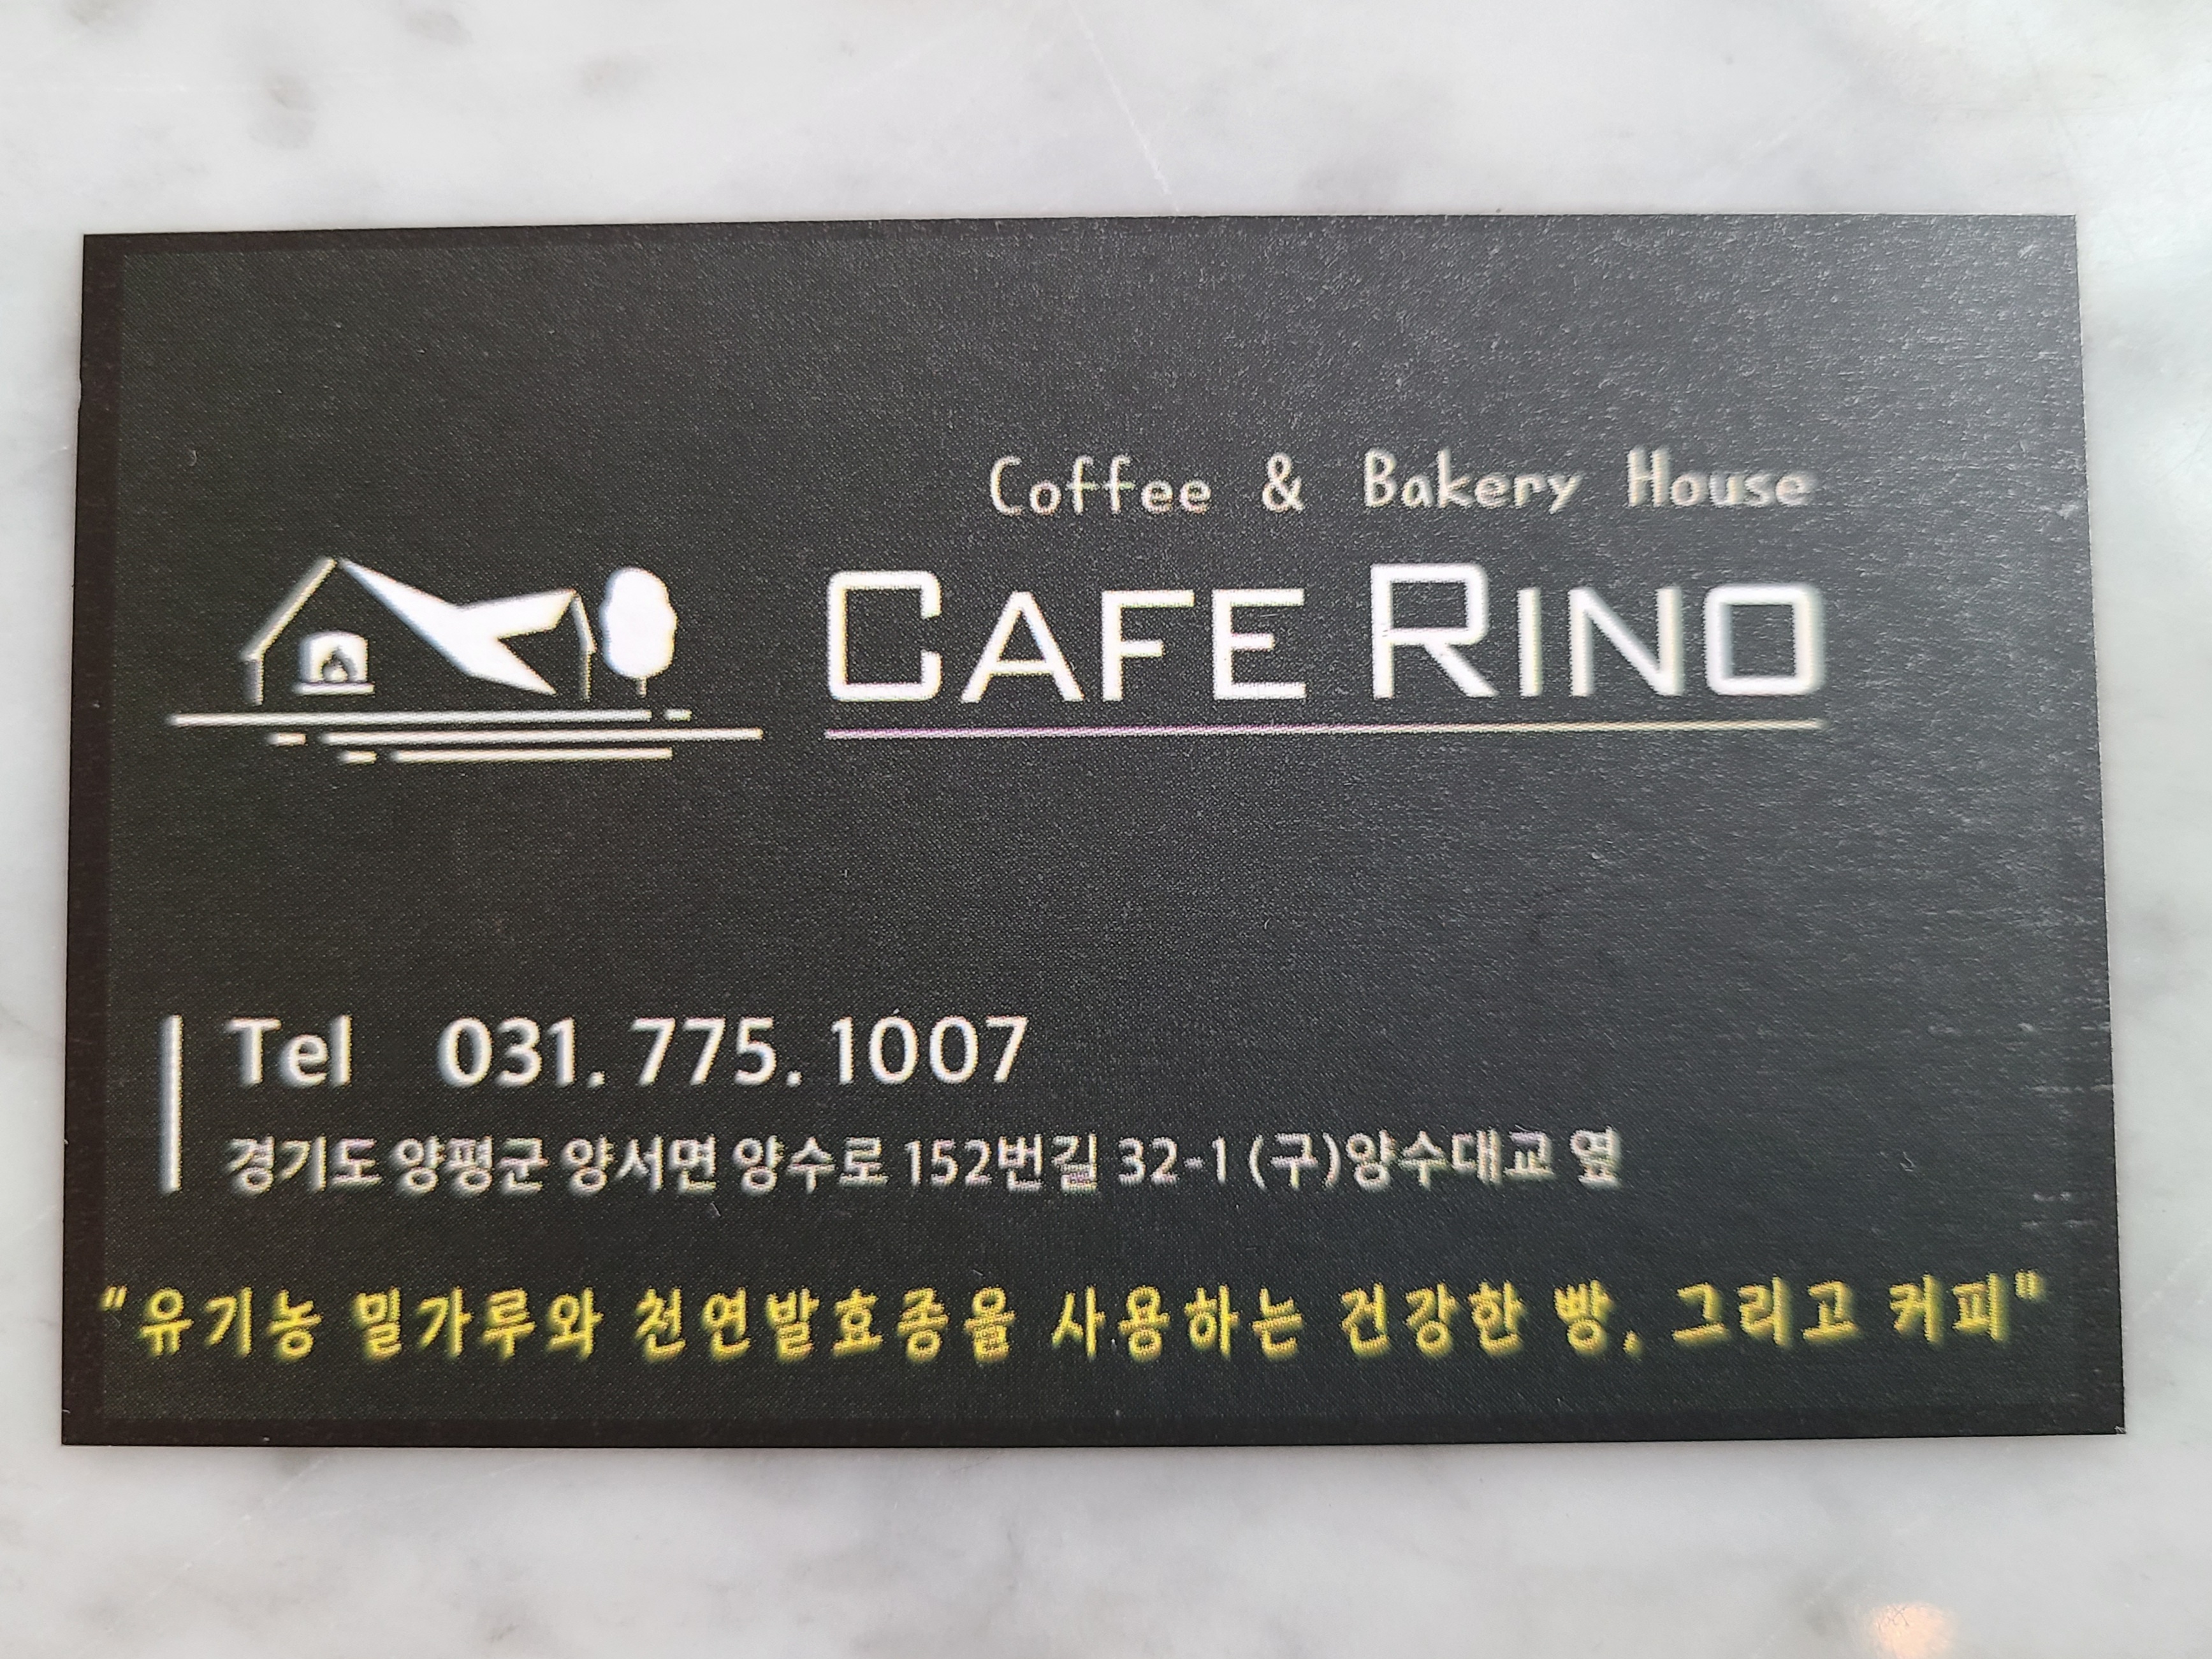 Coffee & Bakery House
CAFE RINO
Tel 031. 775. 1007
경기도 양평군 양서면 양수로 152번길 32-1 (구)양수대교 옆
"유기농 밀가루와 천연발효종을 사용하는 건강한 빵, 그리고 커피"